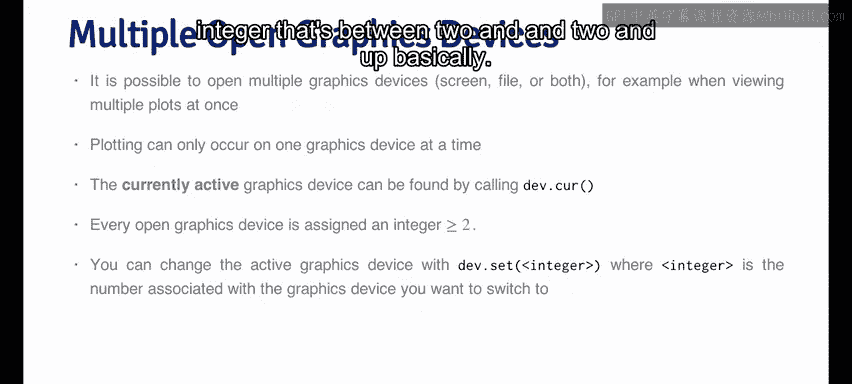 Multiple Open Graphics Devices
integer that's between two and and two and
up basically.
· It is possible to open multiple graphics devices (screen, file, or both), for example when viewing
multiple plots at once
· Plotting can only occur on one graphics device at a time
· The currently active graphics device can be found by calling dev.cur()
· Every open graphics device is assigned an integer ≥ 2.
· You can change the active graphics device with dev.set(<integer>) where <integer> is the
number associated with the graphics device you want to switch to